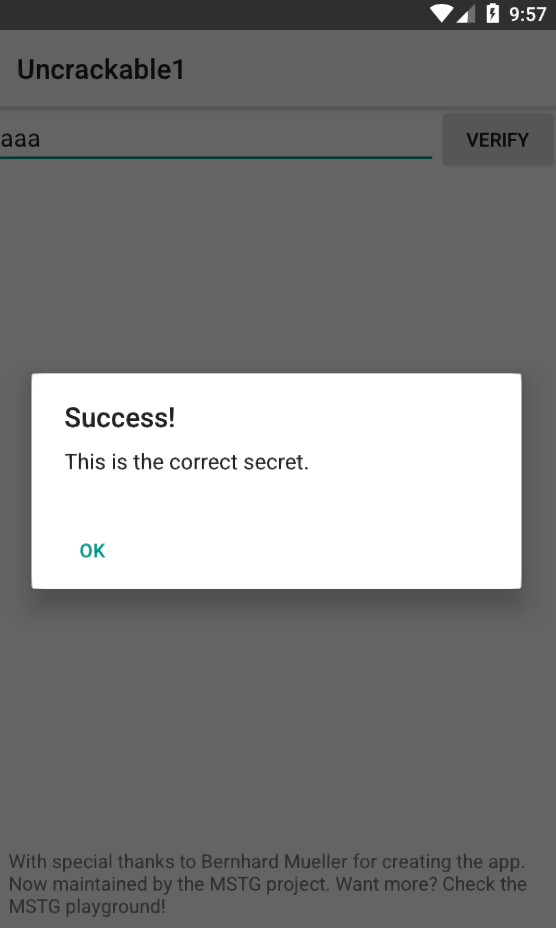 9:57
Uncrackable1
aaa
VERIFY
Success!
This is the correct secret.
OK
With special thanks to Bernhard Mueller for creating the app.
Now maintained by the MSTG project. Want more? Check the
MSTG playground!